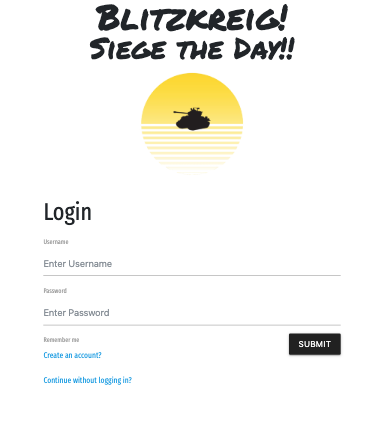 Blitzkreig!
Siege the Day!!
Login
Username
Enter Username
Password
Enter Password
Remember me
SUBMIT
Create an account?
Continue without logging in?